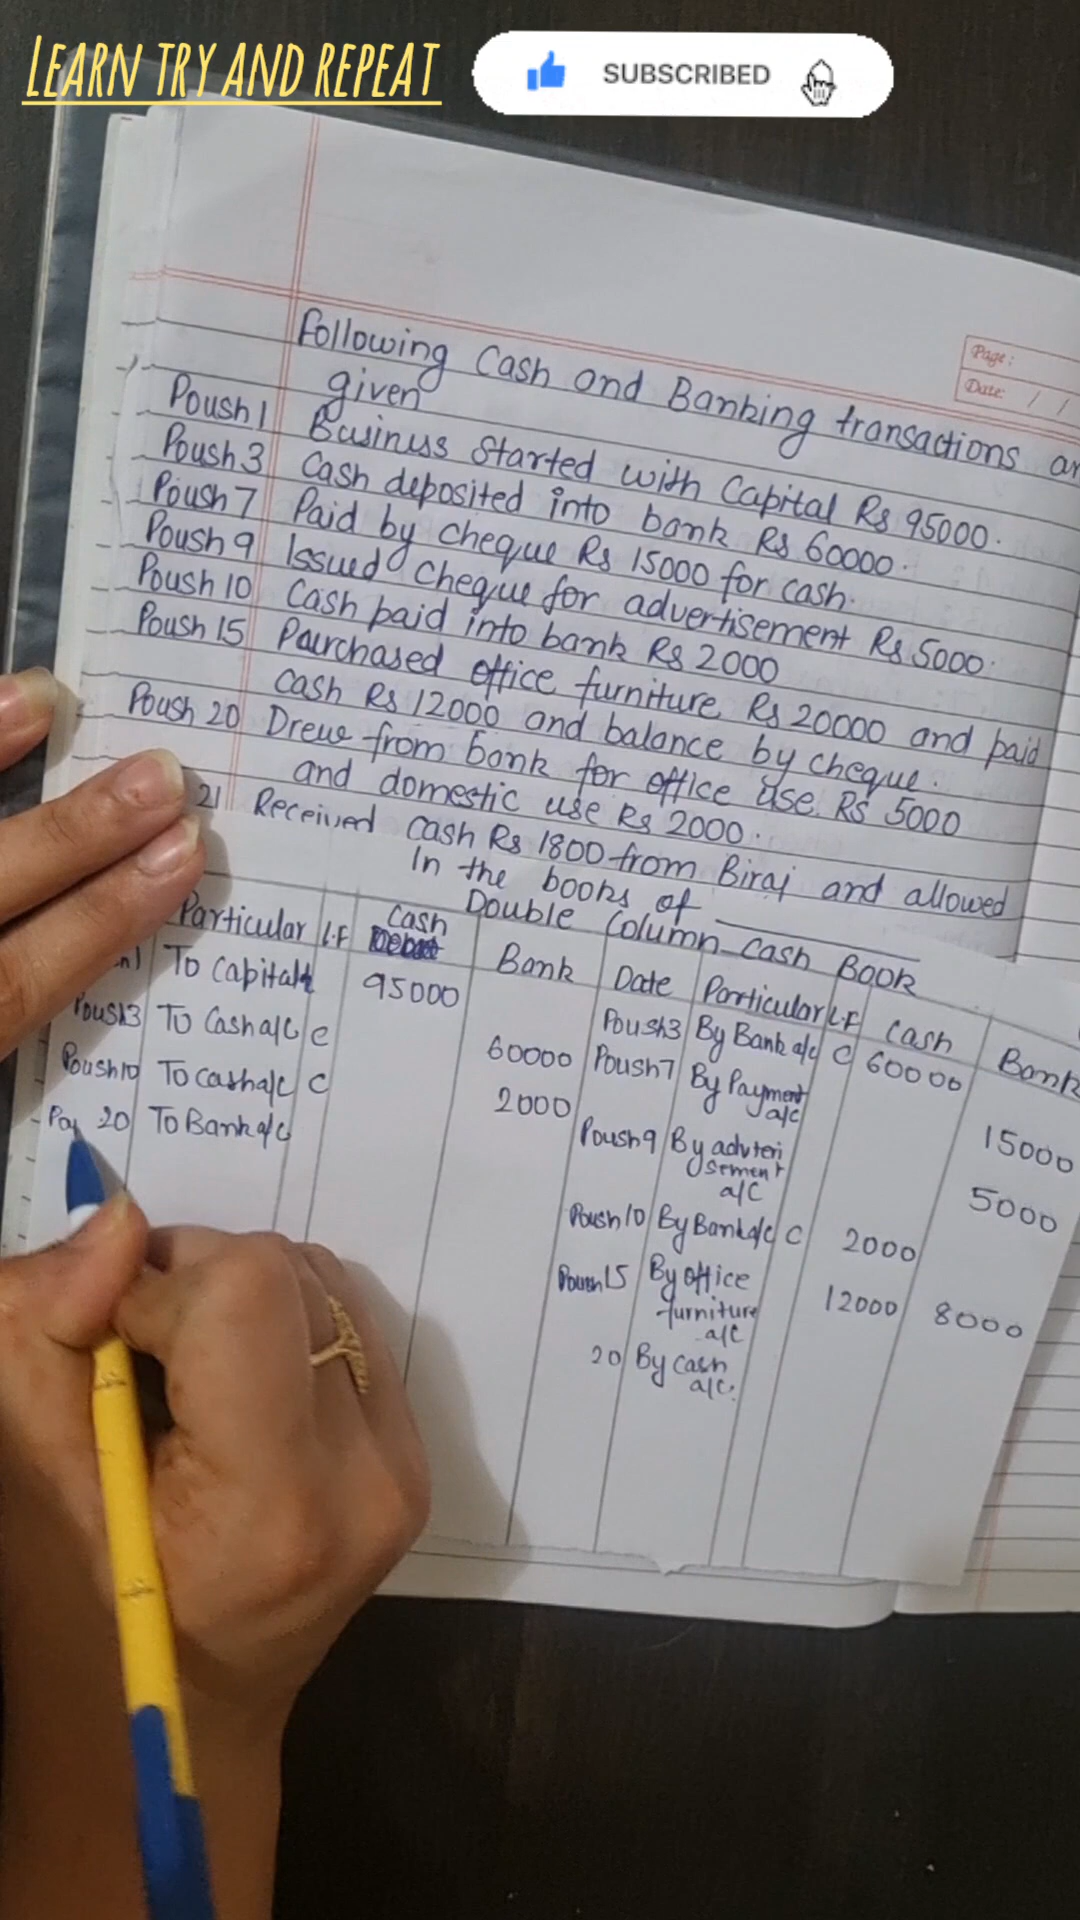 LEARN TRY AND REPEAT
SUBSCRIBED
Page:
Date: / /
Following Cash and Banking transactions ar
given
Poush 1 Business Started with Capital Rs 95000.
Poush 3 Cash deposited into bank Rs 60000.
Poush 7 Paid by cheque Rs 15000 for cash.
Poush 9 Issued cheque for advertisement Rs 5000.
Poush 10 Cash paid into bank Rs 2000
Poush 15 Purchased office furniture Rs 20000 and paid
cash Rs 12000 and balance by cheque.
Poush 20 Drew from bank for office use Rs 5000
and domestic use Rs 2000.
21 Received cash Rs 1800 from Biraj and allowed
In the books of
Double Column Cash Book
Particular L.F Cash Bank Date Particular L.F Cash Bank
To Capital 95000
Poush3 To Cash a/c c 60000 Poush3 By Bank a/c C 60000
Poush7 By Payment a/c 15000
Poush10 To cash a/c C 2000 Poush9 By adverti
sement
a/c 5000
20 To Bank a/c Poush10 By Bank a/c C 2000
Poush15 By office
furniture
a/c 12000 8000
20 By cash
a/c.